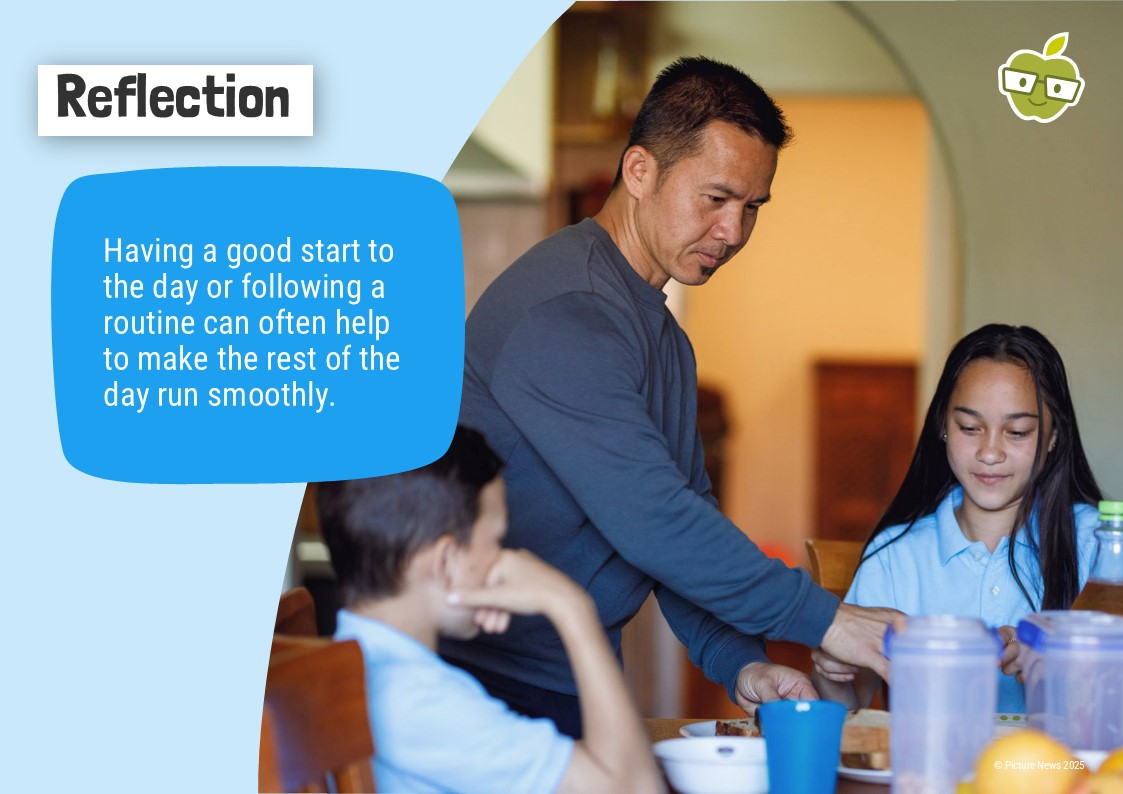 Reflection
Having a good start to
the day or following a
routine can often help
to make the rest of the
day run smoothly.
© Picture News 2025